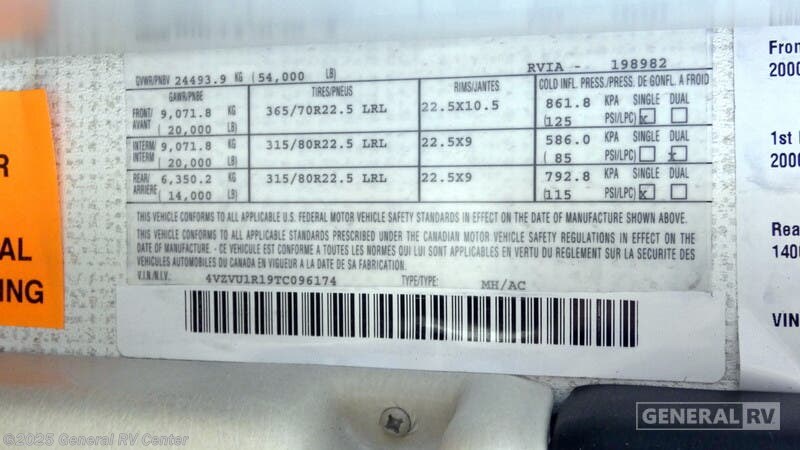 RVIA - 198982
GVWR/PNBV 24493.9 KG (54,000 LB)
GAWR/PNBE TIRES/PNEUS RIMS/JANTES COLD INFL. PRESS/PRESS. DE GONFL. A FROID
FRONT/AVANT 9,071.8 KG 365/70R22.5 LRL 22.5X10.5 861.8 KPA SINGLE DUAL
(20,000 LB) (125 PSI/LPC) x
INTERM/INTERM 9,071.8 KG 315/80R22.5 LRL 22.5X9 586.0 KPA SINGLE DUAL
(20,000 LB) (85 PSI/LPC) x
REAR/ARRIERE 6,350.2 KG 315/80R22.5 LRL 22.5X9 792.8 KPA SINGLE DUAL
(14,000 LB) (115 PSI/LPC) x
THIS VEHICLE CONFORMS TO ALL APPLICABLE U.S. FEDERAL MOTOR VEHICLE SAFETY STANDARDS IN EFFECT ON THE DATE OF MANUFACTURE SHOWN ABOVE.
THIS VEHICLE CONFORMS TO ALL APPLICABLE STANDARDS PRESCRIBED UNDER THE CANADIAN MOTOR VEHICLE SAFETY REGULATIONS IN EFFECT ON THE
DATE OF MANUFACTURE. - CE VEHICULE EST CONFORME A TOUTES LES NORMES QUI LUI SONT APPLICABLES EN VERTU DU REGLEMENT SUR LA SECURITE DES
VEHICULES AUTOMOBILES DU CANADA EN VIGUEUR A LA DATE DE SA FABRICATION.
V.I.N./N.I.V. 4VZVU1R19TC096174 TYPE/TYPE: MH/AC
R
AL
ING
Fron
2000
1st I
2000
Rea
1400
VIN
GENERAL RV
©2025 General RV Center